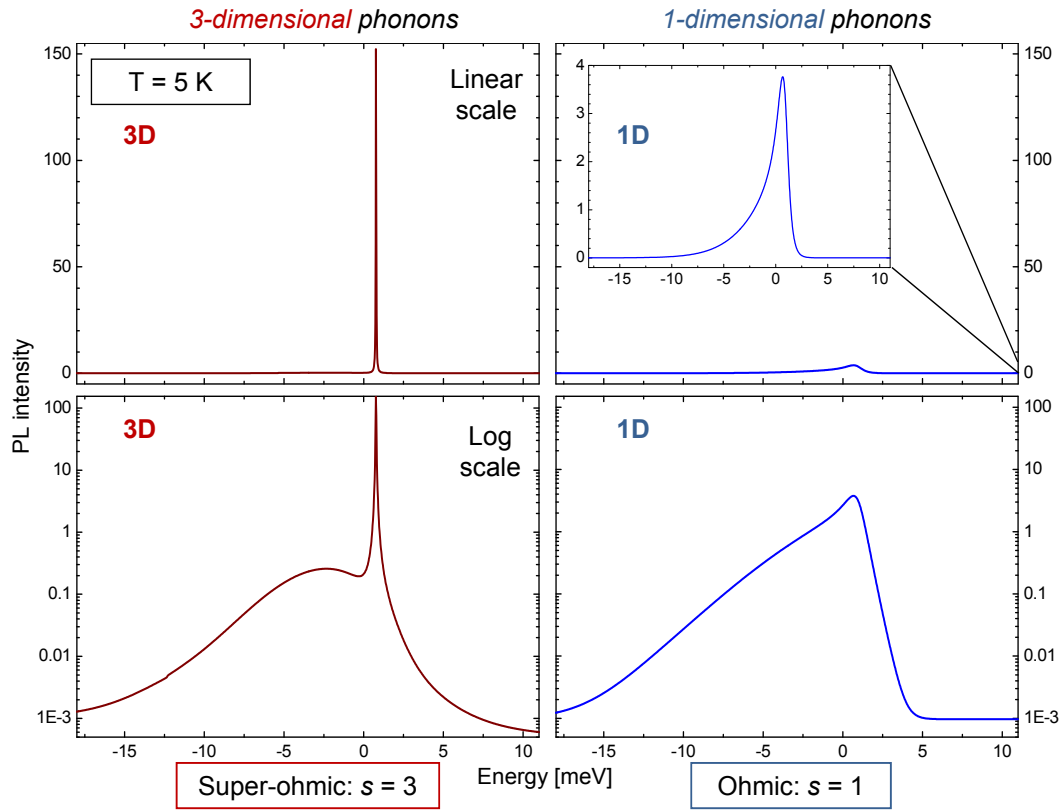 3-dimensional phonons
1-dimensional phonons
150
100
50
0
T = 5 K
Linear
scale
3D
4
3
2
1
0
1D
-15 -10 -5 0 5 10
150
100
50
0
PL intensity
100
10
1
0.1
0.01
1E-3
3D
Log
scale
-15 -10 -5 0 5 10
1D
100
10
1
0.1
0.01
1E-3
-15 -10 -5 0 5 10
Energy [meV]
Super-ohmic: s = 3
Ohmic: s = 1